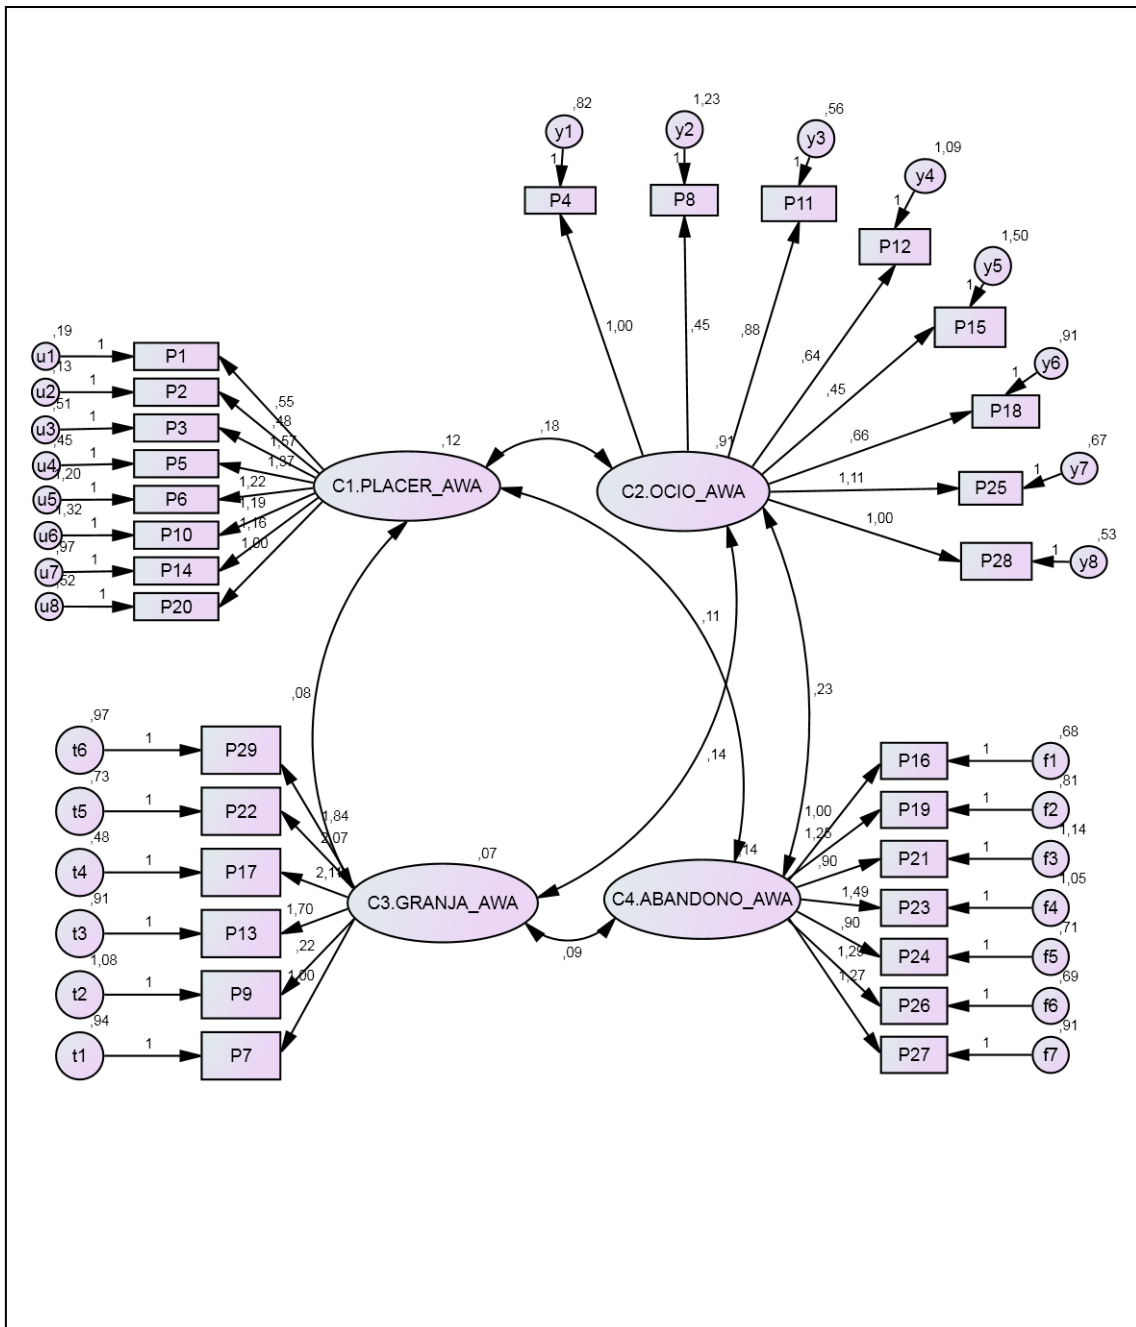 ,82
y1
1
P4
1,23
y2
1
P8
,56
y3
1
P11
1,09
y4
1
P12
1,50
y5
1
P15
,91
y6
1
P18
,67
y7
1
P25
,53
y8
1
P28
1,00
,45
,88
,64
,45
,66
1,11
1,00
,19
u1
1
P1
,13
u2
1
P2
,51
u3
1
P3
,45
u4
1
P5
1,20
u5
1
P6
1,32
u6
1
P10
,97
u7
1
P14
,52
u8
1
P20
,55
,48
1,57
1,37
1,22
1,19
1,16
1,00
,12
C1.PLACER_AWA
,18
,91
C2.OCIO_AWA
,11
,08
,14
,23
,97
t6
1
P29
,73
t5
1
P22
,48
t4
1
P17
,91
t3
1
P13
1,08
t2
1
P9
,94
t1
1
P7
1,84
2,07
2,11
1,70
,22
1,00
,07
C3.GRANJA_AWA
,09
,14
C4.ABANDONO_AWA
1,00
1,25
,90
1,49
,90
1,29
1,27
P16
1
,68
f1
P19
1
,81
f2
P21
1
1,14
f3
P23
1
1,05
f4
P24
1
,71
f5
P26
1
,69
f6
P27
1
,91
f7